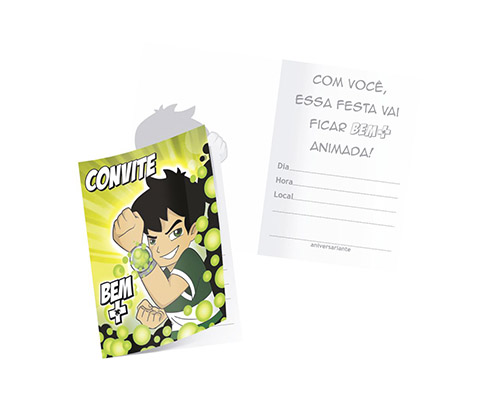 CONVITE
BEM+
COM VOCÊ,
ESSA FESTA VAI
FICAR BEM+
ANIMADA!
Dia
Hora
Local
aniversariante